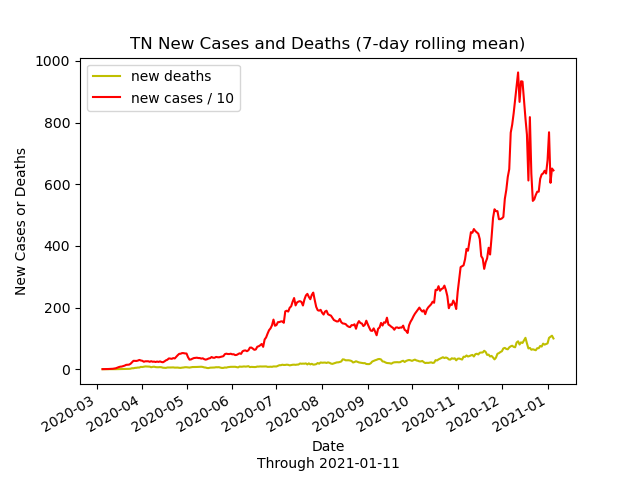 TN New Cases and Deaths (7-day rolling mean)
new deaths
new cases / 10
1000
800
600
400
200
0
New Cases or Deaths
2020-03
2020-04
2020-05
2020-06
2020-07
2020-08
2020-09
2020-10
2020-11
2020-12
2021-01
Date
Through 2021-01-11